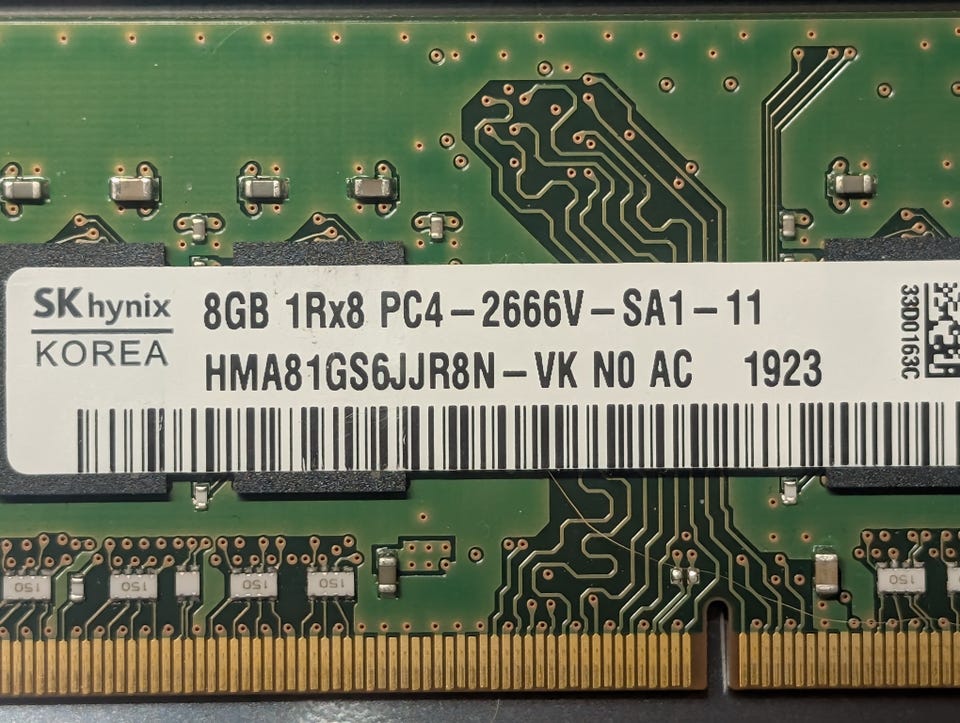 SK hynix
KOREA
8GB 1Rx8 PC4-2666V-SA1-11
HMA81GS6JJR8N-VK N0 AC 1923
33D0163C
150
150
150
150
150